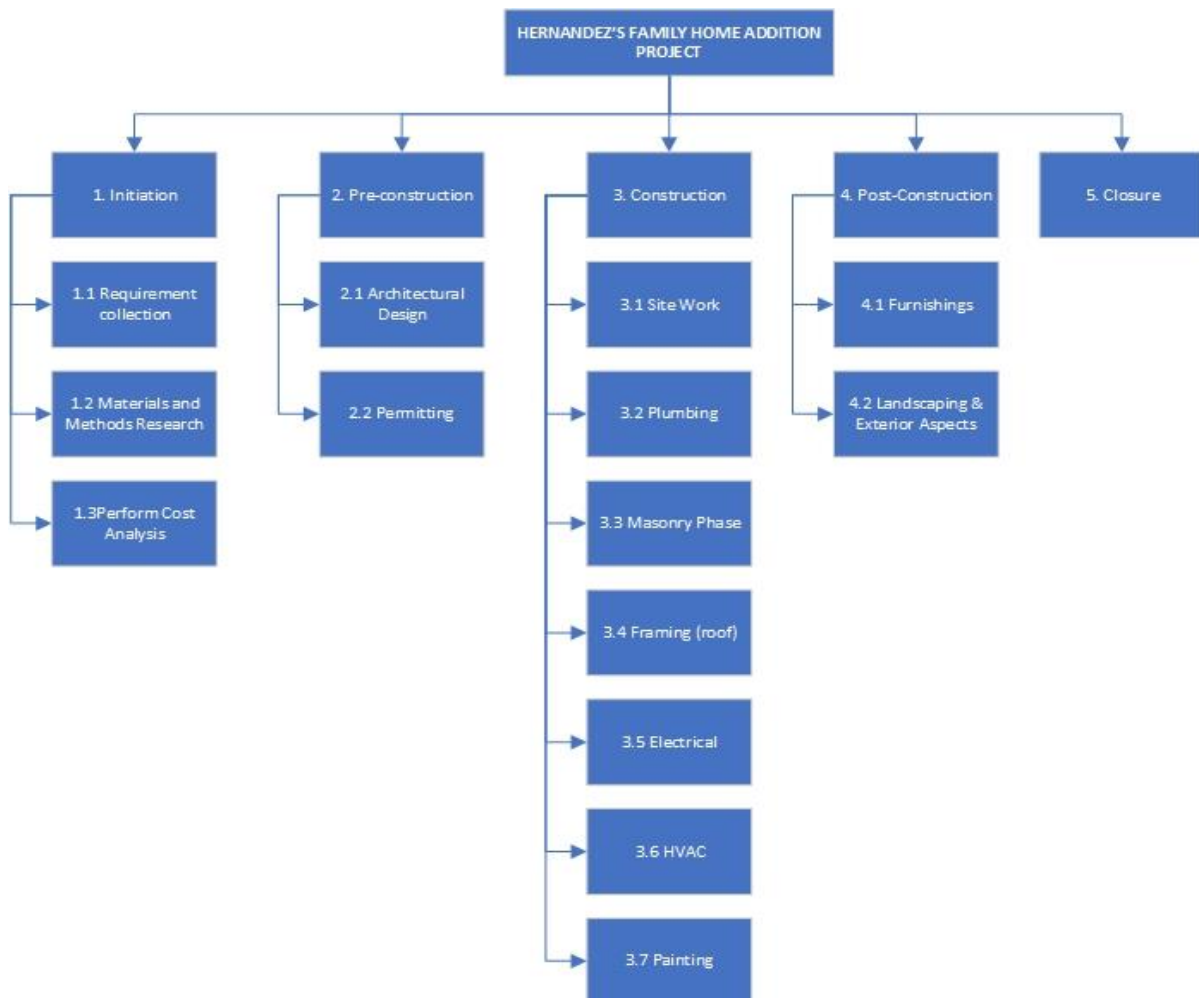 HERNANDEZ'S FAMILY HOME ADDITION
PROJECT
1. Initiation
2. Pre-construction
3. Construction
4. Post-Construction
5. Closure
1.1 Requirement
collection
2.1 Architectural
Design
3.1 Site Work
4.1 Furnishings
1.2 Materials and
Methods Research
2.2 Permitting
3.2 Plumbing
4.2 Landscaping &
Exterior Aspects
1.3Perform Cost
Analysis
3.3 Masonry Phase
3.4 Framing (roof)
3.5 Electrical
3.6 HVAC
3.7 Painting